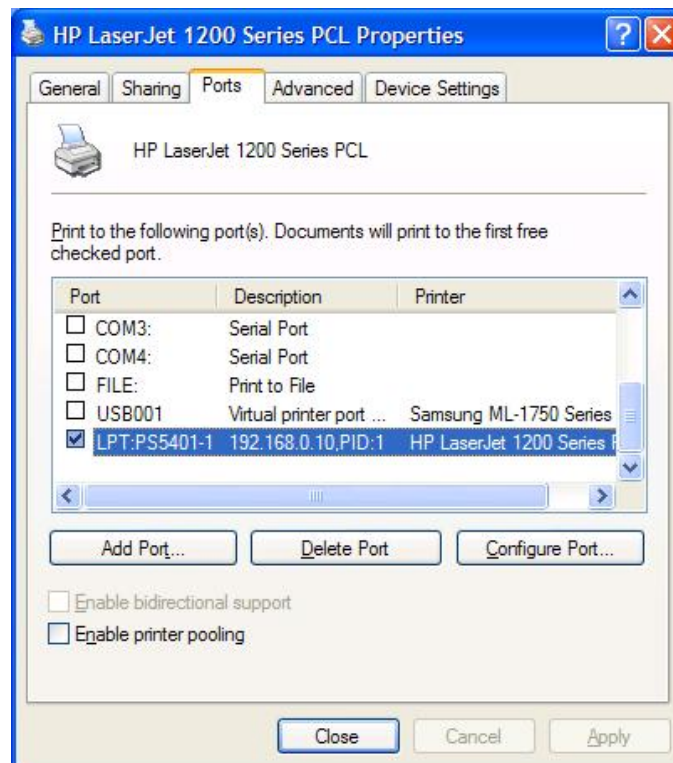 HP LaserJet 1200 Series PCL Properties
General Sharing Ports Advanced Device Settings
HP LaserJet 1200 Series PCL
Print to the following port(s). Documents will print to the first free
checked port.
Port Description Printer
COM3: Serial Port
COM4: Serial Port
FILE: Print to File
USB001 Virtual printer port ... Samsung ML-1750 Series
LPT:PS5401-1 192.168.0.10,PID:1 HP LaserJet 1200 Series
Add Port... Delete Port Configure Port...
Enable bidirectional support
Enable printer pooling
Close Cancel Apply